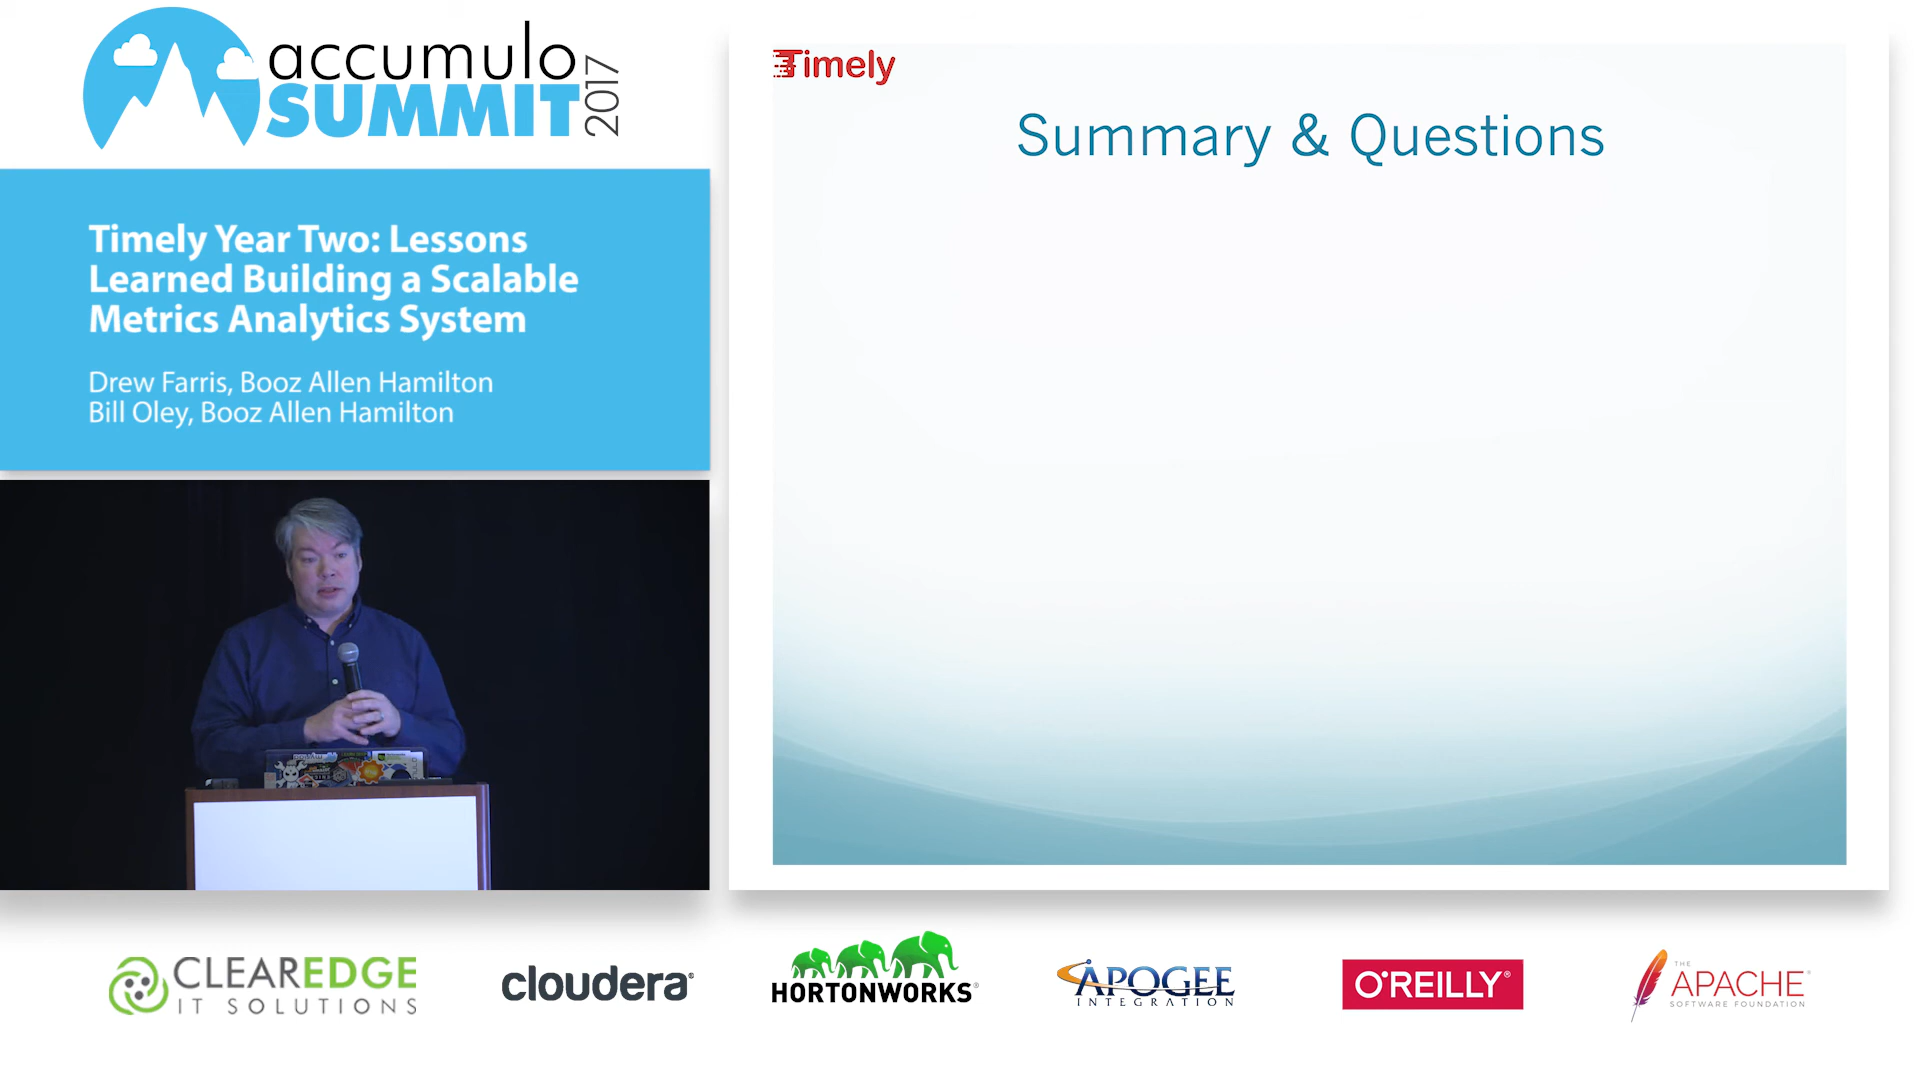 accumulo
SUMMIT
2017
Timely Year Two: Lessons
Learned Building a Scalable
Metrics Analytics System
Drew Farris, Booz Allen Hamilton
Bill Oley, Booz Allen Hamilton
Timely
Summary & Questions
CLEAREDGE
IT SOLUTIONS
cloudera®
HORTONWORKS®
APOGEE
INTEGRATION
O'REILLY®
THE
APACHE®
SOFTWARE FOUNDATION